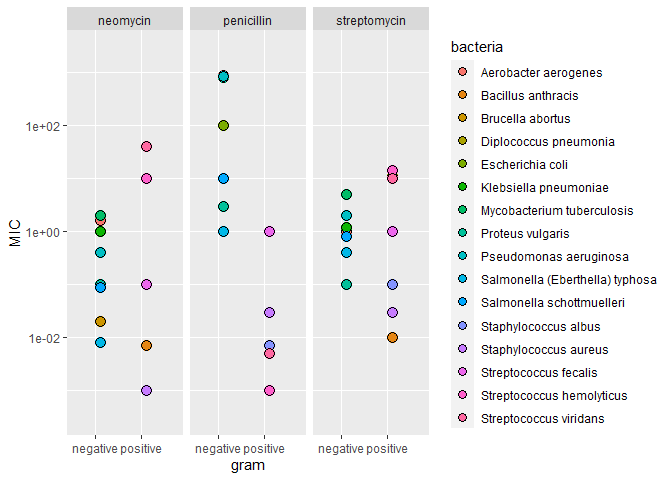 neomycin penicillin streptomycin
MIC
1e+02
1e+00
1e-02
negative positive negative positive negative positive
gram
bacteria
Aerobacter aerogenes
Bacillus anthracis
Brucella abortus
Diplococcus pneumonia
Escherichia coli
Klebsiella pneumoniae
Mycobacterium tuberculosis
Proteus vulgaris
Pseudomonas aeruginosa
Salmonella (Eberthella) typhosa
Salmonella schottmuelleri
Staphylococcus albus
Staphylococcus aureus
Streptococcus fecalis
Streptococcus hemolyticus
Streptococcus viridans